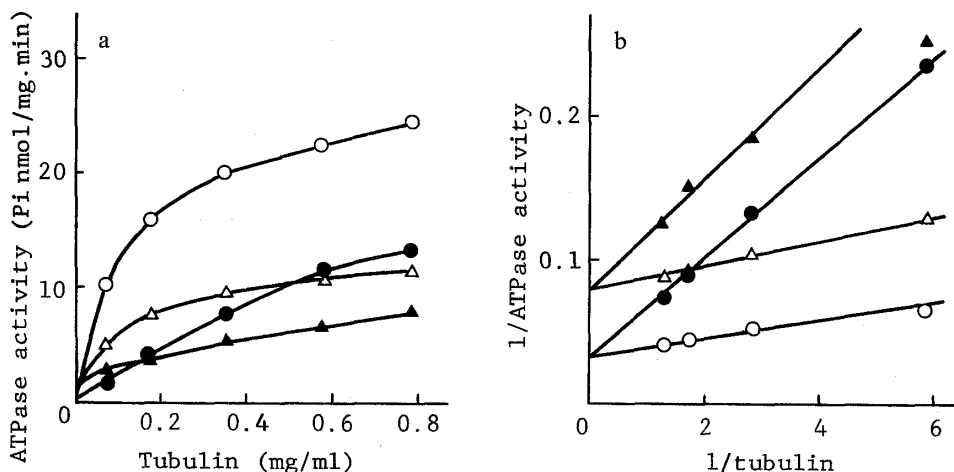 a
ATPase activity (Pi nmol/mg.min)
30
20
10
0
0.2
0.4
0.6
0.8
Tubulin (mg/ml)
b
1/ATPase activity
0.2
0.1
0
2
4
6
1/tubulin